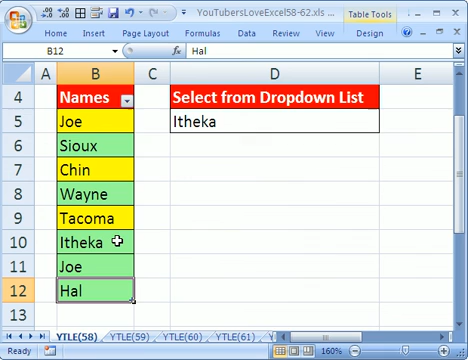 YouTubersLoveExcel58-62.xls
Table Tools
Home Insert Page Layout Formulas Data Review View Design
B12 fx Hal
A B C D E
4 Names Select from Dropdown List
5 Joe Itheka
6 Sioux
7 Chin
8 Wayne
9 Tacoma
10 Itheka
11 Joe
12 Hal
13
YTLE(58) YTLE(59) YTLE(60) YTLE(61)
Ready 160%